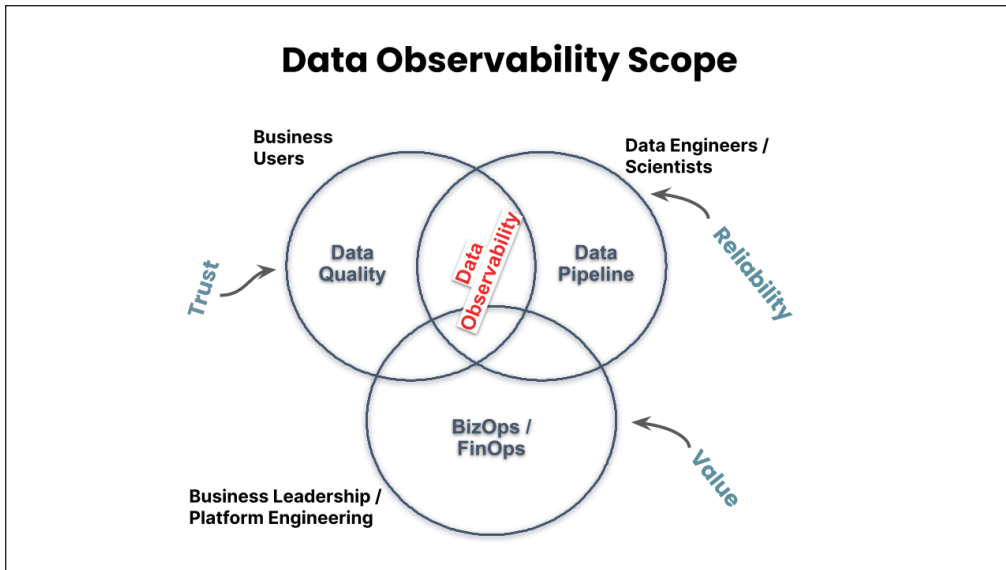 Data Observability Scope
Business
Users
Data Engineers /
Scientists
Data
Quality
Data
Observability
Data
Pipeline
Trust
Reliability
BizOps /
FinOps
Value
Business Leadership /
Platform Engineering